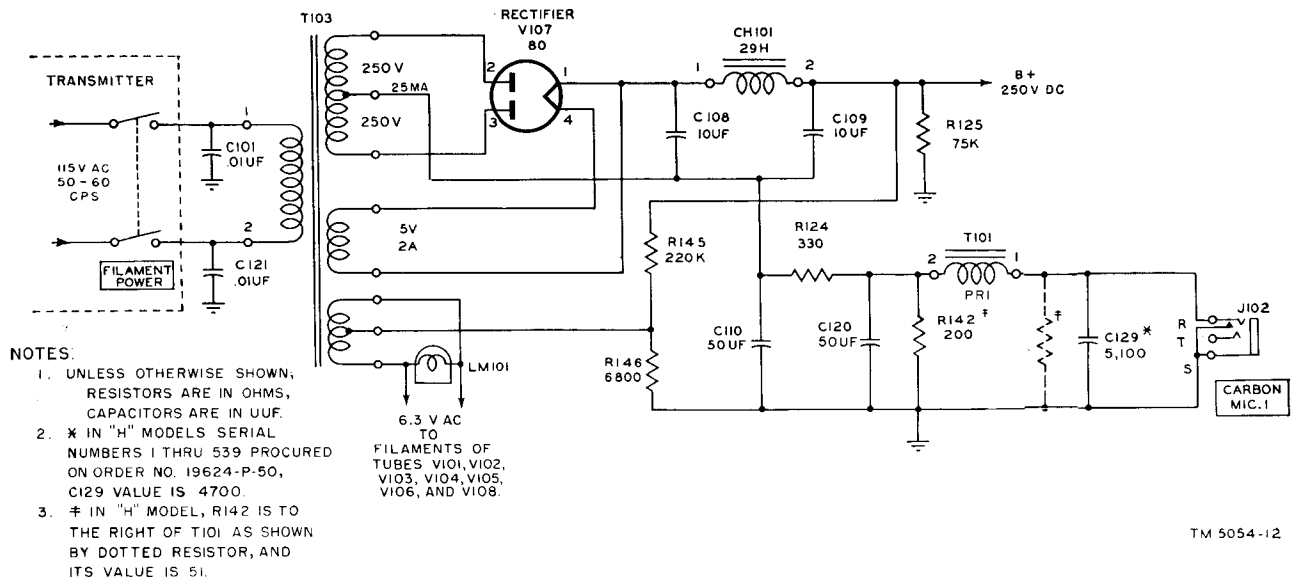 T103
RECTIFIER
V107
80
CH101
29H
TRANSMITTER
1
250 V
25MA
250 V
2
3
1
4
1
2
B+
250 V DC
115V AC
50-60
CPS
C101
.01UF
C108
10UF
C109
10UF
R125
75K
2
FILAMENT
POWER
C121
.01UF
5V
2A
R145
220K
R124
330
T101
2
1
PRI
LM101
R146
6800
C110
50UF
C120
50UF
R142 ‡
200
‡
C129 *
5,100
J102
R
T
S
CARBON
MIC.1
6.3 V AC
TO
FILAMENTS OF
TUBES V101, V102,
V103, V104, V105,
V106, AND V108.
NOTES:
1. UNLESS OTHERWISE SHOWN;
RESISTORS ARE IN OHMS,
CAPACITORS ARE IN UUF.
2. * IN "H" MODELS SERIAL
NUMBERS 1 THRU 539 PROCURED
ON ORDER NO. 19624-P-50,
C129 VALUE IS 4700.
3. ‡ IN "H" MODEL, R142 IS TO
THE RIGHT OF T101 AS SHOWN
BY DOTTED RESISTOR, AND
ITS VALUE IS 51.
TM 5054-12